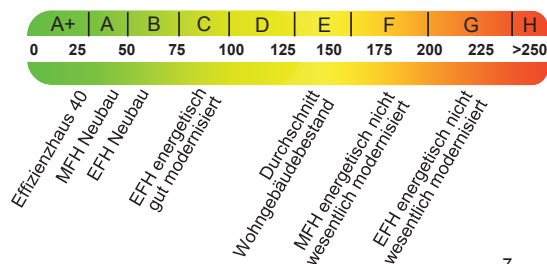 A+ A B C D E F G H
0 25 50 75 100 125 150 175 200 225 >250
Effizienzhaus 40
MFH Neubau
EFH Neubau
EFH energetisch
gut modernisiert
Durchschnitt
Wohngebäudebestand
MFH energetisch nicht
wesentlich modernisiert
EFH energetisch nicht
wesentlich modernisiert